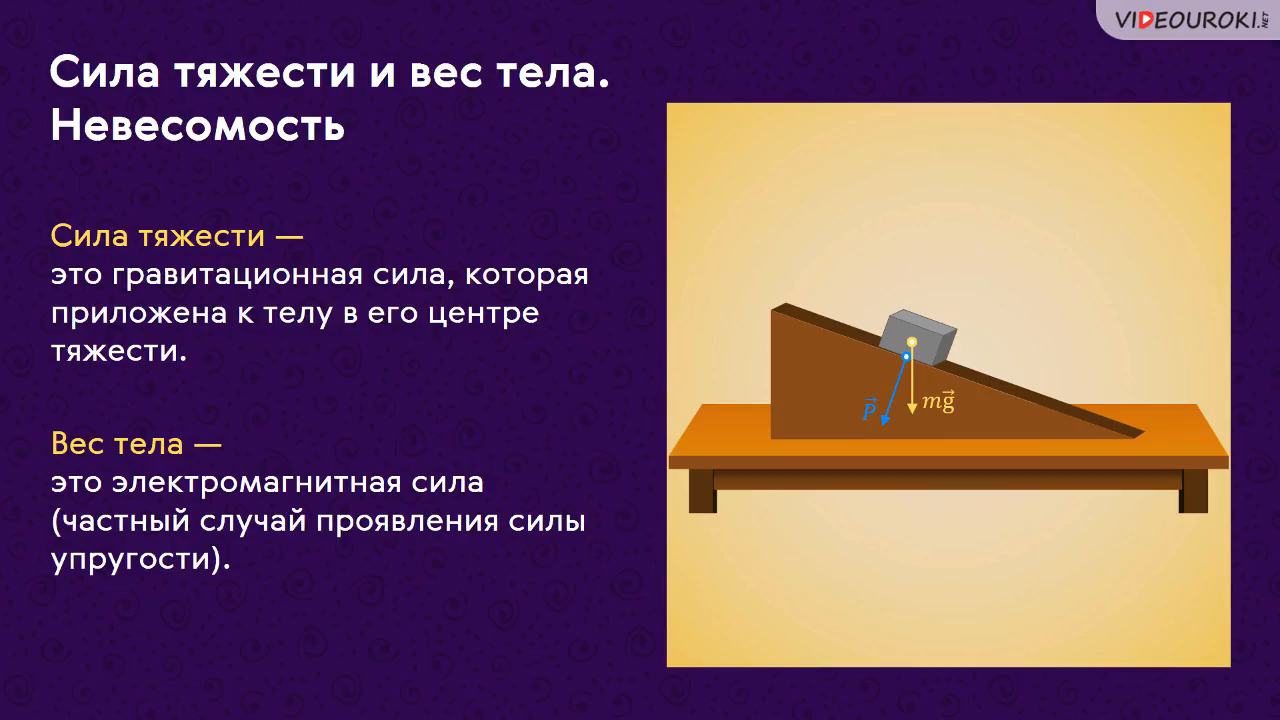 VIDEOUROKI.NET
Сила тяжести и вес тела.
Невесомость
Сила тяжести —
это гравитационная сила, которая
приложена к телу в его центре
тяжести.
Вес тела —
это электромагнитная сила
(частный случай проявления силы
упругости).
P⃗
mg⃗